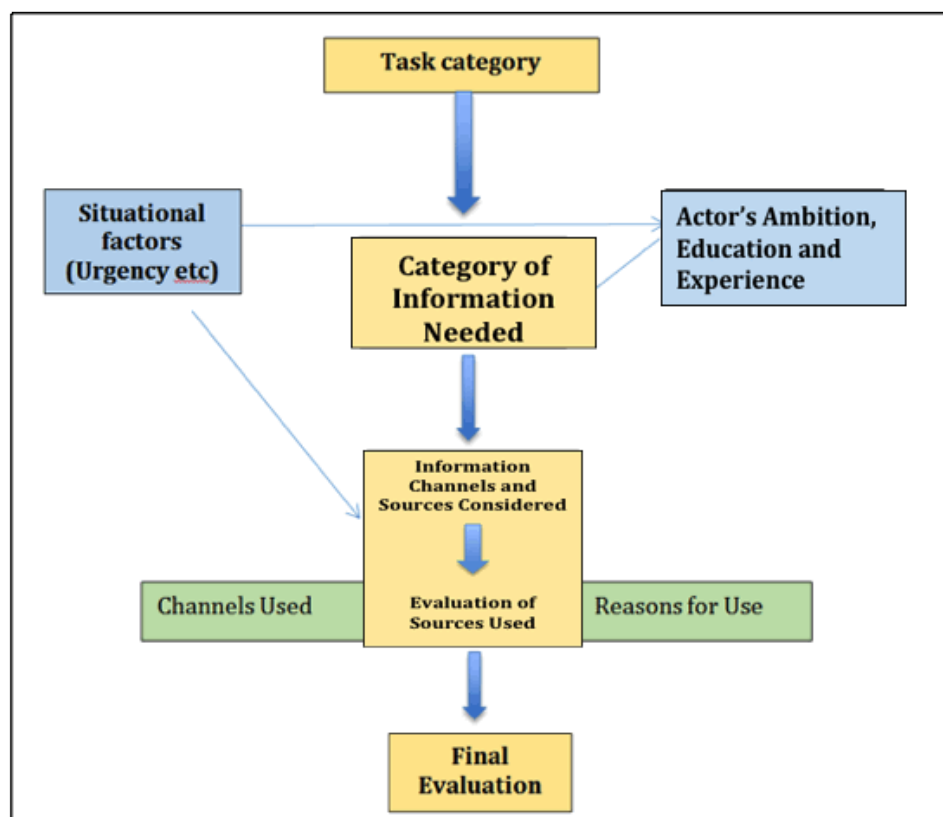 Task category
Situational
factors
(Urgency etc)
Actor's Ambition,
Education and
Experience
Category of
Information
Needed
Information
Channels and
Sources Considered
Channels Used
Evaluation of
Sources Used
Reasons for Use
Final
Evaluation